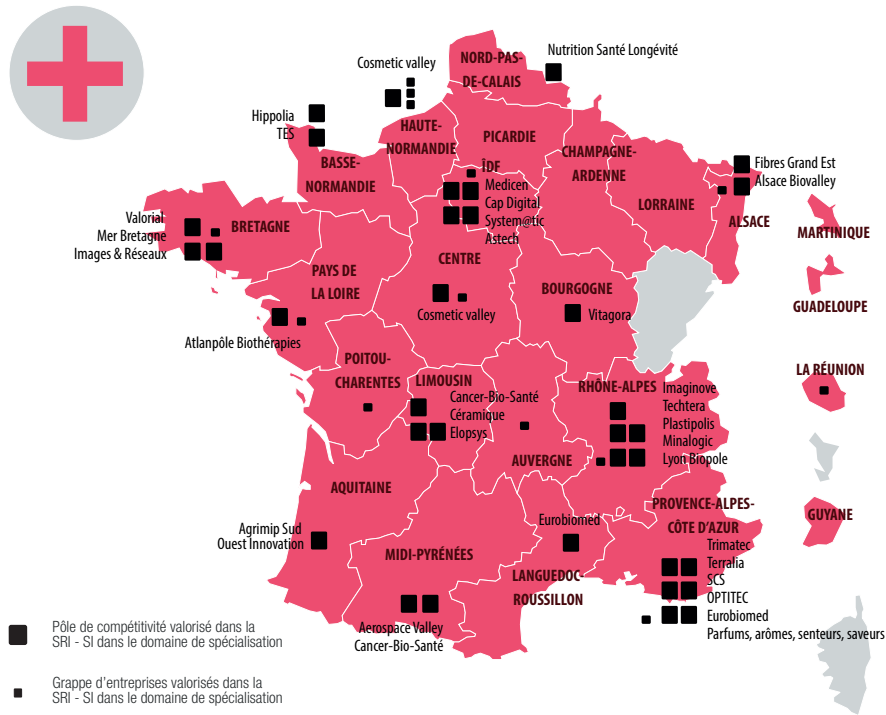 Cosmetic valley
NORD-PAS-
DE-CALAIS
Nutrition Santé Longévité
Hippolia
TES
HAUTE-
NORMANDIE
PICARDIE
BASSE-
NORMANDIE
CHAMPAGNE-
ARDENNE
ÎDF
Medicen
Cap Digital
System@tic
Astech
LORRAINE
Fibres Grand Est
Alsace Biovalley
ALSACE
MARTINIQUE
GUADELOUPE
LA RÉUNION
GUYANE
Valorial
Mer Bretagne
Images & Réseaux
BRETAGNE
PAYS DE
LA LOIRE
CENTRE
Cosmetic valley
BOURGOGNE
Vitagora
Atlanpôle Biothérapies
POITOU-
CHARENTES
LIMOUSIN
Cancer-Bio-Santé
Céramique
Elopsys
AUVERGNE
RHÔNE-ALPES
Imaginove
Techtera
Plastipolis
Minalogic
Lyon Biopole
AQUITAINE
Agrimip Sud
Ouest Innovation
MIDI-PYRÉNÉES
Aerospace Valley
Cancer-Bio-Santé
Eurobiomed
LANGUEDOC-
ROUSSILLON
PROVENCE-ALPES-
CÔTE D'AZUR
Trimatec
Terralia
SCS
OPTITEC
Eurobiomed
Parfums, arômes, senteurs, saveurs
Pôle de compétitivité valorisé dans la
SRI - SI dans le domaine de spécialisation
Grappe d'entreprises valorisés dans la
SRI - SI dans le domaine de spécialisation